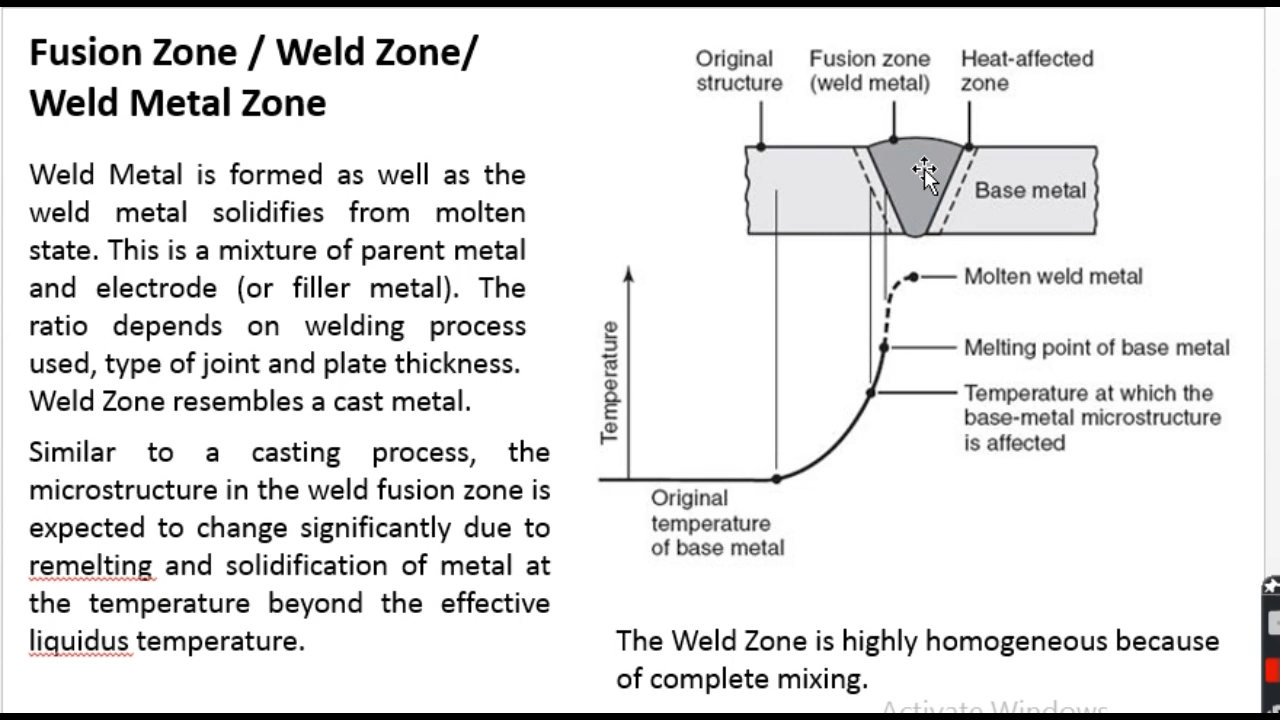 Fusion Zone / Weld Zone/
Weld Metal Zone
Weld Metal is formed as well as the
weld metal solidifies from molten
state. This is a mixture of parent metal
and electrode (or filler metal). The
ratio depends on welding process
used, type of joint and plate thickness.
Weld Zone resembles a cast metal.
Similar to a casting process, the
microstructure in the weld fusion zone is
expected to change significantly due to
remelting and solidification of metal at
the temperature beyond the effective
liquidus temperature.
Original
structure
Fusion zone
(weld metal)
Heat-affected
zone
Base metal
Molten weld metal
Melting point of base metal
Temperature at which the
base-metal microstructure
is affected
Temperature
Original
temperature
of base metal
The Weld Zone is highly homogeneous because
of complete mixing.
Activate Windows